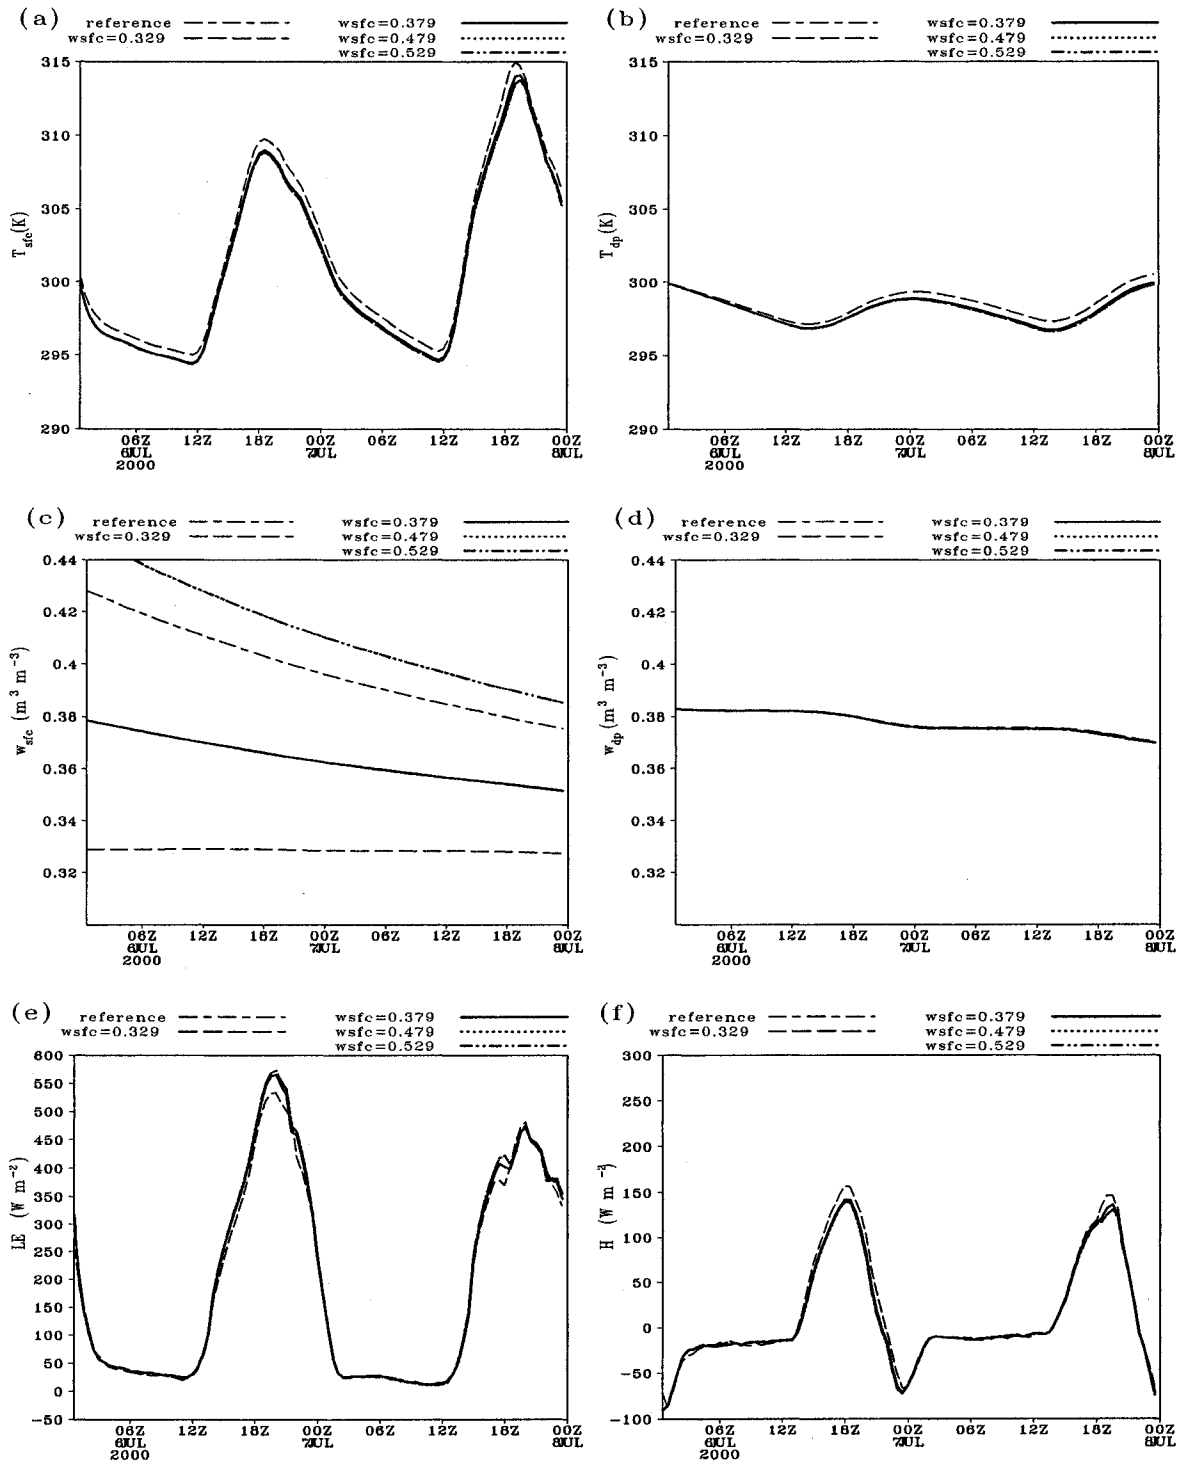 (a)
reference
wsfc=0.329
wsfc=0.379
wsfc=0.479
wsfc=0.529
315
310
305
300
295
290
T_sfc(K)
06Z 12Z 18Z 00Z 06Z 12Z 18Z 00Z
6JUL 7JUL 8JUL
2000
(b)
reference
wsfc=0.329
wsfc=0.379
wsfc=0.479
wsfc=0.529
315
310
305
300
295
290
T_dp(K)
06Z 12Z 18Z 00Z 06Z 12Z 18Z 00Z
6JUL 7JUL 8JUL
2000
(c)
reference
wsfc=0.329
wsfc=0.379
wsfc=0.479
wsfc=0.529
0.44
0.42
0.4
0.38
0.36
0.34
0.32
w_sfc (m³ m⁻³)
06Z 12Z 18Z 00Z 06Z 12Z 18Z 00Z
6JUL 7JUL 8JUL
2000
(d)
reference
wsfc=0.329
wsfc=0.379
wsfc=0.479
wsfc=0.529
0.44
0.42
0.4
0.38
0.36
0.34
0.32
w_dp (m³ m⁻³)
06Z 12Z 18Z 00Z 06Z 12Z 18Z 00Z
6JUL 7JUL 8JUL
2000
(e)
reference
wsfc=0.329
wsfc=0.379
wsfc=0.479
wsfc=0.529
600
550
500
450
400
350
300
250
200
150
100
50
0
-50
LE (W m⁻²)
06Z 12Z 18Z 00Z 06Z 12Z 18Z 00Z
6JUL 7JUL 8JUL
2000
(f)
reference
wsfc=0.329
wsfc=0.379
wsfc=0.479
wsfc=0.529
300
250
200
150
100
50
0
-50
-100
H (W m⁻²)
06Z 12Z 18Z 00Z 06Z 12Z 18Z 00Z
6JUL 7JUL 8JUL
2000